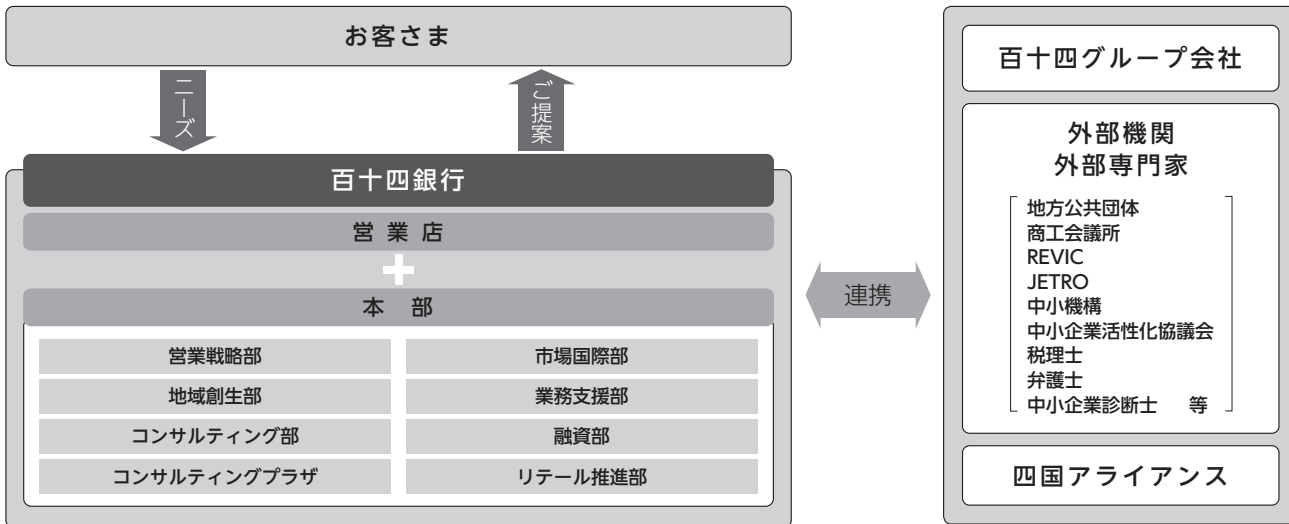 お客さま
ニーズ
ご提案
百十四銀行
営業店
本部
営業戦略部
市場国際部
地域創生部
業務支援部
コンサルティング部
融資部
コンサルティングプラザ
リテール推進部
連携
百十四グループ会社
外部機関
外部専門家
地方公共団体
商工会議所
REVIC
JETRO
中小機構
中小企業活性化協議会
税理士
弁護士
中小企業診断士 等
四国アライアンス